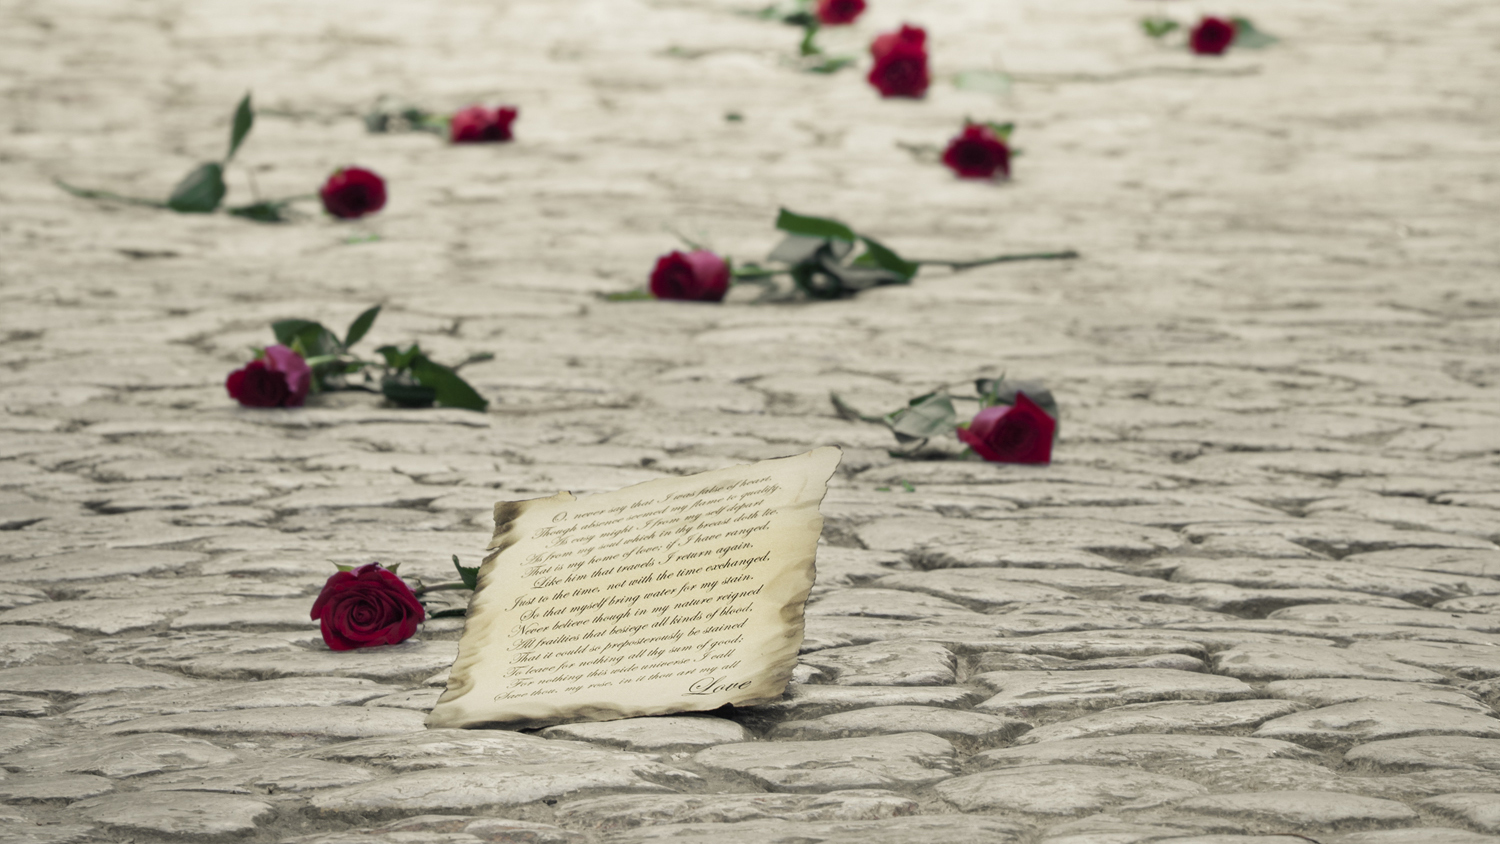 O, never say that I was false of heart,
Though absence seemed my flame to qualify.
As easy might I from my self depart
As from my soul which in thy breast doth lie.
That is my home of love; if I have ranged,
Like him that travels I return again,
Just to the time, not with the time exchanged,
So that myself bring water for my stain.
Never believe though in my nature reigned
All frailties that besiege all kinds of blood,
That it could so preposterously be stained
To leave for nothing all thy sum of good;
For nothing this wide universe I call
Save thou, my rose, in it thou are my all
Love